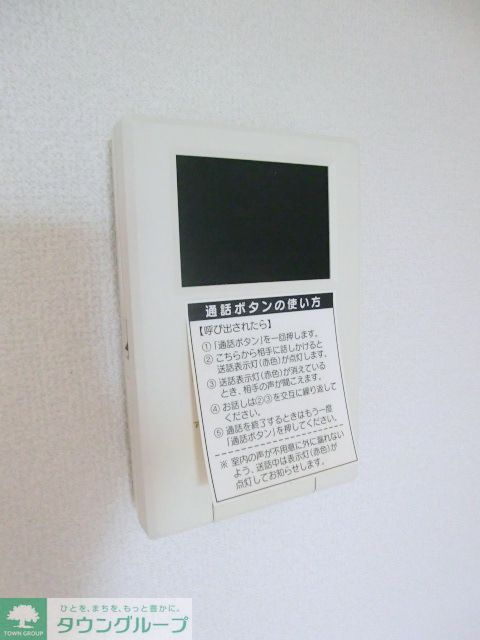 通話ボタンの使い方
【呼び出されたら】
①「通話ボタン」を一回押します。
②こちらから相手に話しかけると
送話表示灯(赤色)が点灯します。
③送話表示灯(赤色)が消えている
とき、相手の声が聞こえます。
④お話しは②③を交互に繰り返して
ください。
⑤通話を終了するときはもう一度
「通話ボタン」を押してください。
※室内の声が不用意に外に漏れない
よう、送話中は表示灯(赤色)が
点灯してお知らせします。
ひとを、まちを、もっと豊かに。
タウングループ
TOWN GROUP